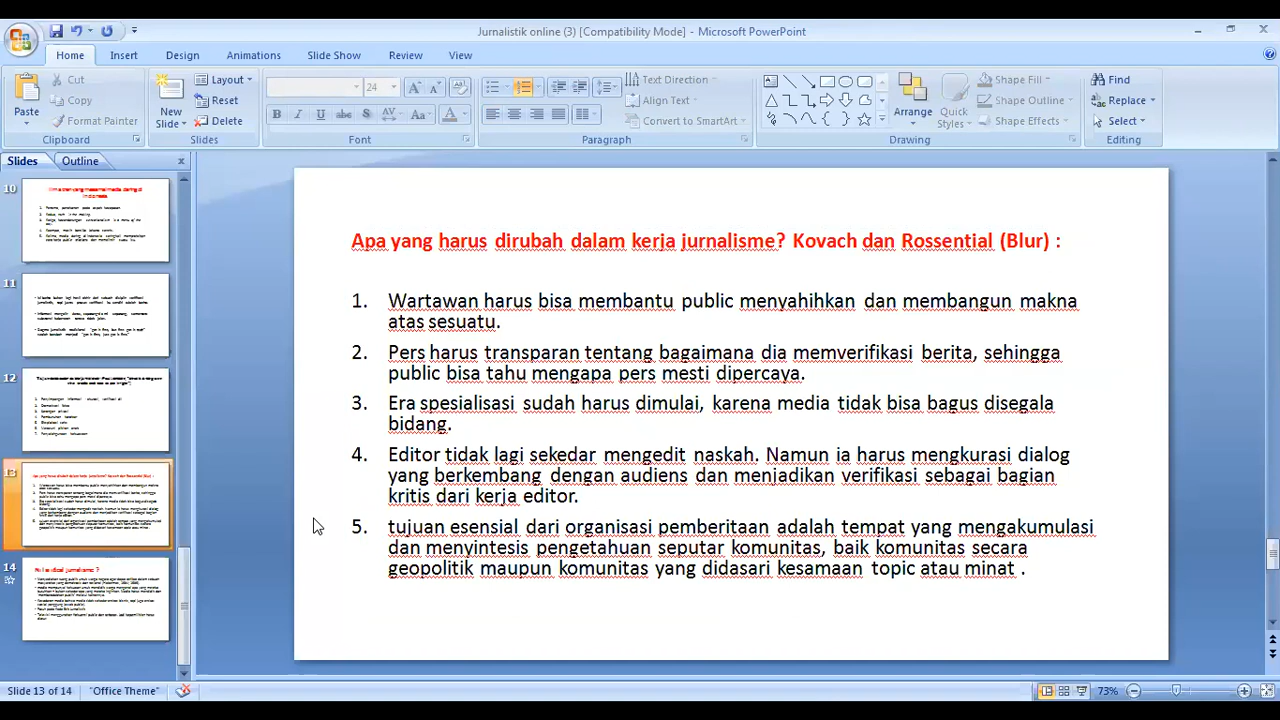 Jurnalistik online (3) [Compatibility Mode] - Microsoft PowerPoint
Home Insert Design Animations Slide Show Review View
Paste Cut Copy Format Painter
Clipboard
New Slide Layout Reset Delete
Slides
24
Font
Paragraph
Text Direction
Align Text
Convert to SmartArt
Arrange Quick Styles
Shape Fill
Shape Outline
Shape Effects
Drawing
Find
Replace
Select
Editing
Slides Outline
10
11
12
13
14
Apa yang harus dirubah dalam kerja jurnalisme? Kovach dan Rossential (Blur) :
1. Wartawan harus bisa membantu public menyahihkan dan membangun makna
atas sesuatu.
2. Pers harus transparan tentang bagaimana dia memverifikasi berita, sehingga
public bisa tahu mengapa pers mesti dipercaya.
3. Era spesialisasi sudah harus dimulai, karena media tidak bisa bagus disegala
bidang.
4. Editor tidak lagi sekedar mengedit naskah. Namun ia harus mengkurasi dialog
yang berkembang dengan audiens dan menjadikan verifikasi sebagai bagian
kritis dari kerja editor.
5. tujuan esensial dari organisasi pemberitaan adalah tempat yang mengakumulasi
dan menyintesis pengetahuan seputar komunitas, baik komunitas secara
geopolitik maupun komunitas yang didasari kesamaan topic atau minat .
Slide 13 of 14 "Office Theme" 73%